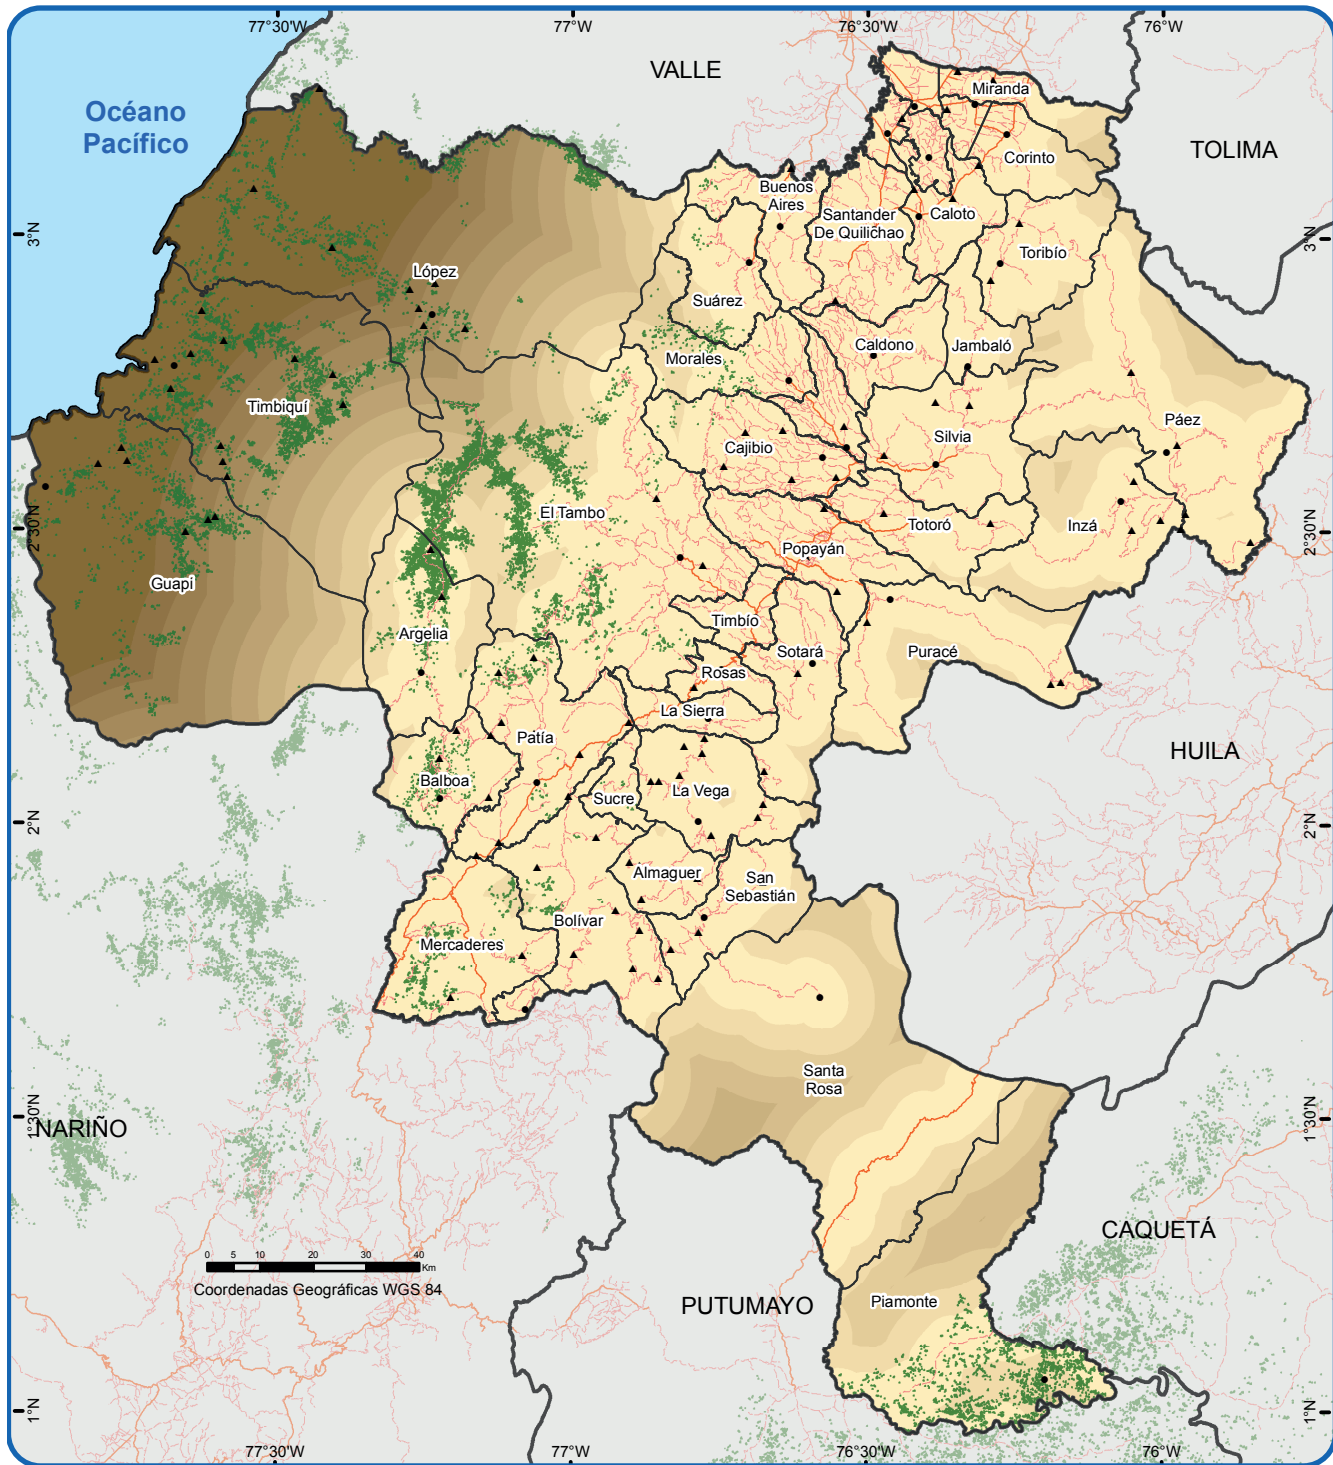 77°30'W
77°W
76°30'W
76°W
VALLE
Océano
Pacífico
TOLIMA
Miranda
Corinto
Buenos
Aires
Santander
De Quilichao
Caloto
Toribío
3°N
3°N
López
Suárez
Morales
Caldono
Jambaló
Timbiquí
Cajibio
Silvia
Páez
El Tambo
Totoró
Inzá
2°30'N
2°30'N
Popayán
Guapí
Argelia
Timbío
Sotará
Puracé
Rosas
La Sierra
Patía
HUILA
Balboa
Sucre
La Vega
2°N
2°N
Almaguer
San
Sebastián
Bolívar
Mercaderes
Santa
Rosa
1°30'N
1°30'N
NARIÑO
CAQUETÁ
0 5 10 20 30 40
Km
Coordenadas Geográficas WGS 84
PUTUMAYO
Piamonte
1°N
1°N
77°30'W
77°W
76°30'W
76°W